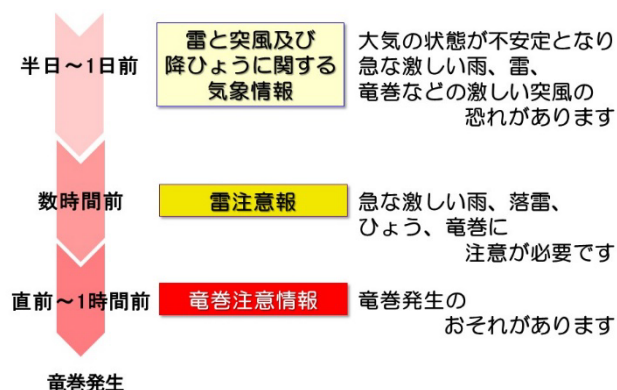 半日～1日前
雷と突風及び
降ひょうに関する
気象情報
大気の状態が不安定となり
急な激しい雨、雷、
竜巻などの激しい突風の
恐れがあります
数時間前
雷注意報
急な激しい雨、落雷、
ひょう、竜巻に
注意が必要です
直前～1時間前
竜巻注意情報
竜巻発生の
おそれがあります
竜巻発生